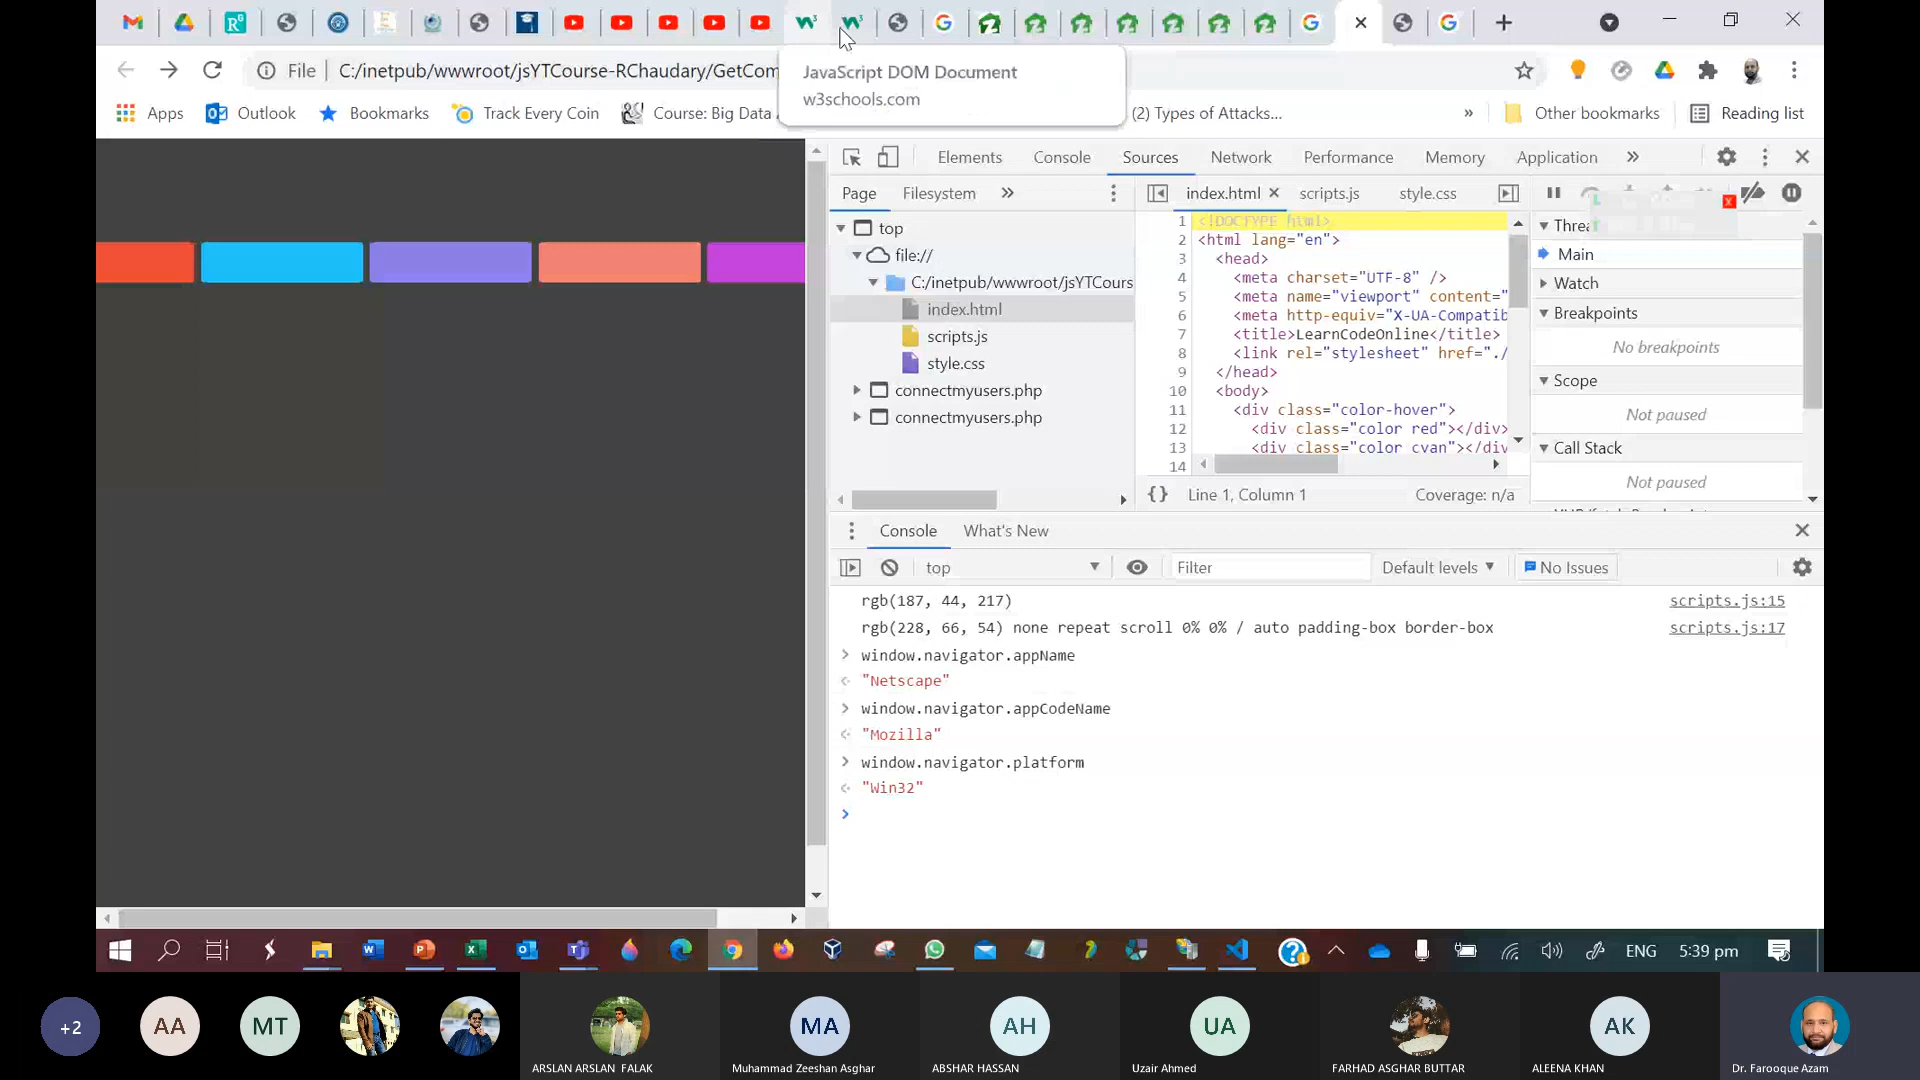 File
C:/inetpub/wwwroot/jsYTCourse-RChaudary/GetCom
JavaScript DOM Document
w3schools.com
Apps
Outlook
Bookmarks
Track Every Coin
Course: Big Data
(2) Types of Attacks...
»
Other bookmarks
Reading list
Elements
Console
Sources
Network
Performance
Memory
Application
»
Page
Filesystem
»
index.html
scripts.js
style.css
top
file://
C:/inetpub/wwwroot/jsYTCours
index.html
scripts.js
style.css
connectmyusers.php
connectmyusers.php
1 <!DOCTYPE html>
2 <html lang="en">
3 <head>
4 <meta charset="UTF-8" />
5 <meta name="viewport" content="
6 <meta http-equiv="X-UA-Compatib
7 <title>LearnCodeOnline</title>
8 <link rel="stylesheet" href="./
9 </head>
10 <body>
11 <div class="color-hover">
12 <div class="color red"></div>
13 <div class="color cyan"></div>
14
{} Line 1, Column 1
Coverage: n/a
Threa
Main
Watch
Breakpoints
No breakpoints
Scope
Not paused
Call Stack
Not paused
Console
What's New
top
Filter
Default levels
No Issues
rgb(187, 44, 217)
scripts.js:15
rgb(228, 66, 54) none repeat scroll 0% 0% / auto padding-box border-box
scripts.js:17
> window.navigator.appName
"Netscape"
> window.navigator.appCodeName
"Mozilla"
> window.navigator.platform
"Win32"
>
ENG
5:39 pm
+2
AA
MT
MA
AH
UA
AK
ARSLAN ARSLAN FALAK
Muhammad Zeeshan Asghar
ABSHAR HASSAN
Uzair Ahmed
FARHAD ASGHAR BUTTAR
ALEENA KHAN
Dr. Farooque Azam